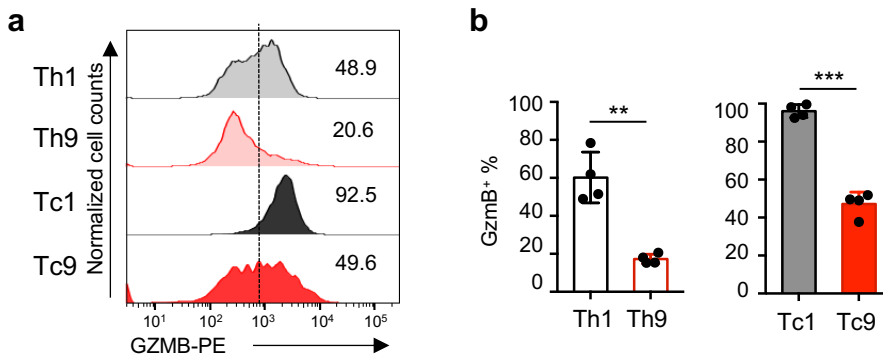 a
Normalized cell counts
Th1 48.9
Th9 20.6
Tc1 92.5
Tc9 49.6
10¹ 10² 10³ 10⁴ 10⁵
GZMB-PE
b
GzmB⁺ %
**
100
80
60
40
20
0
Th1 Th9
***
100
80
60
40
20
0
Tc1 Tc9